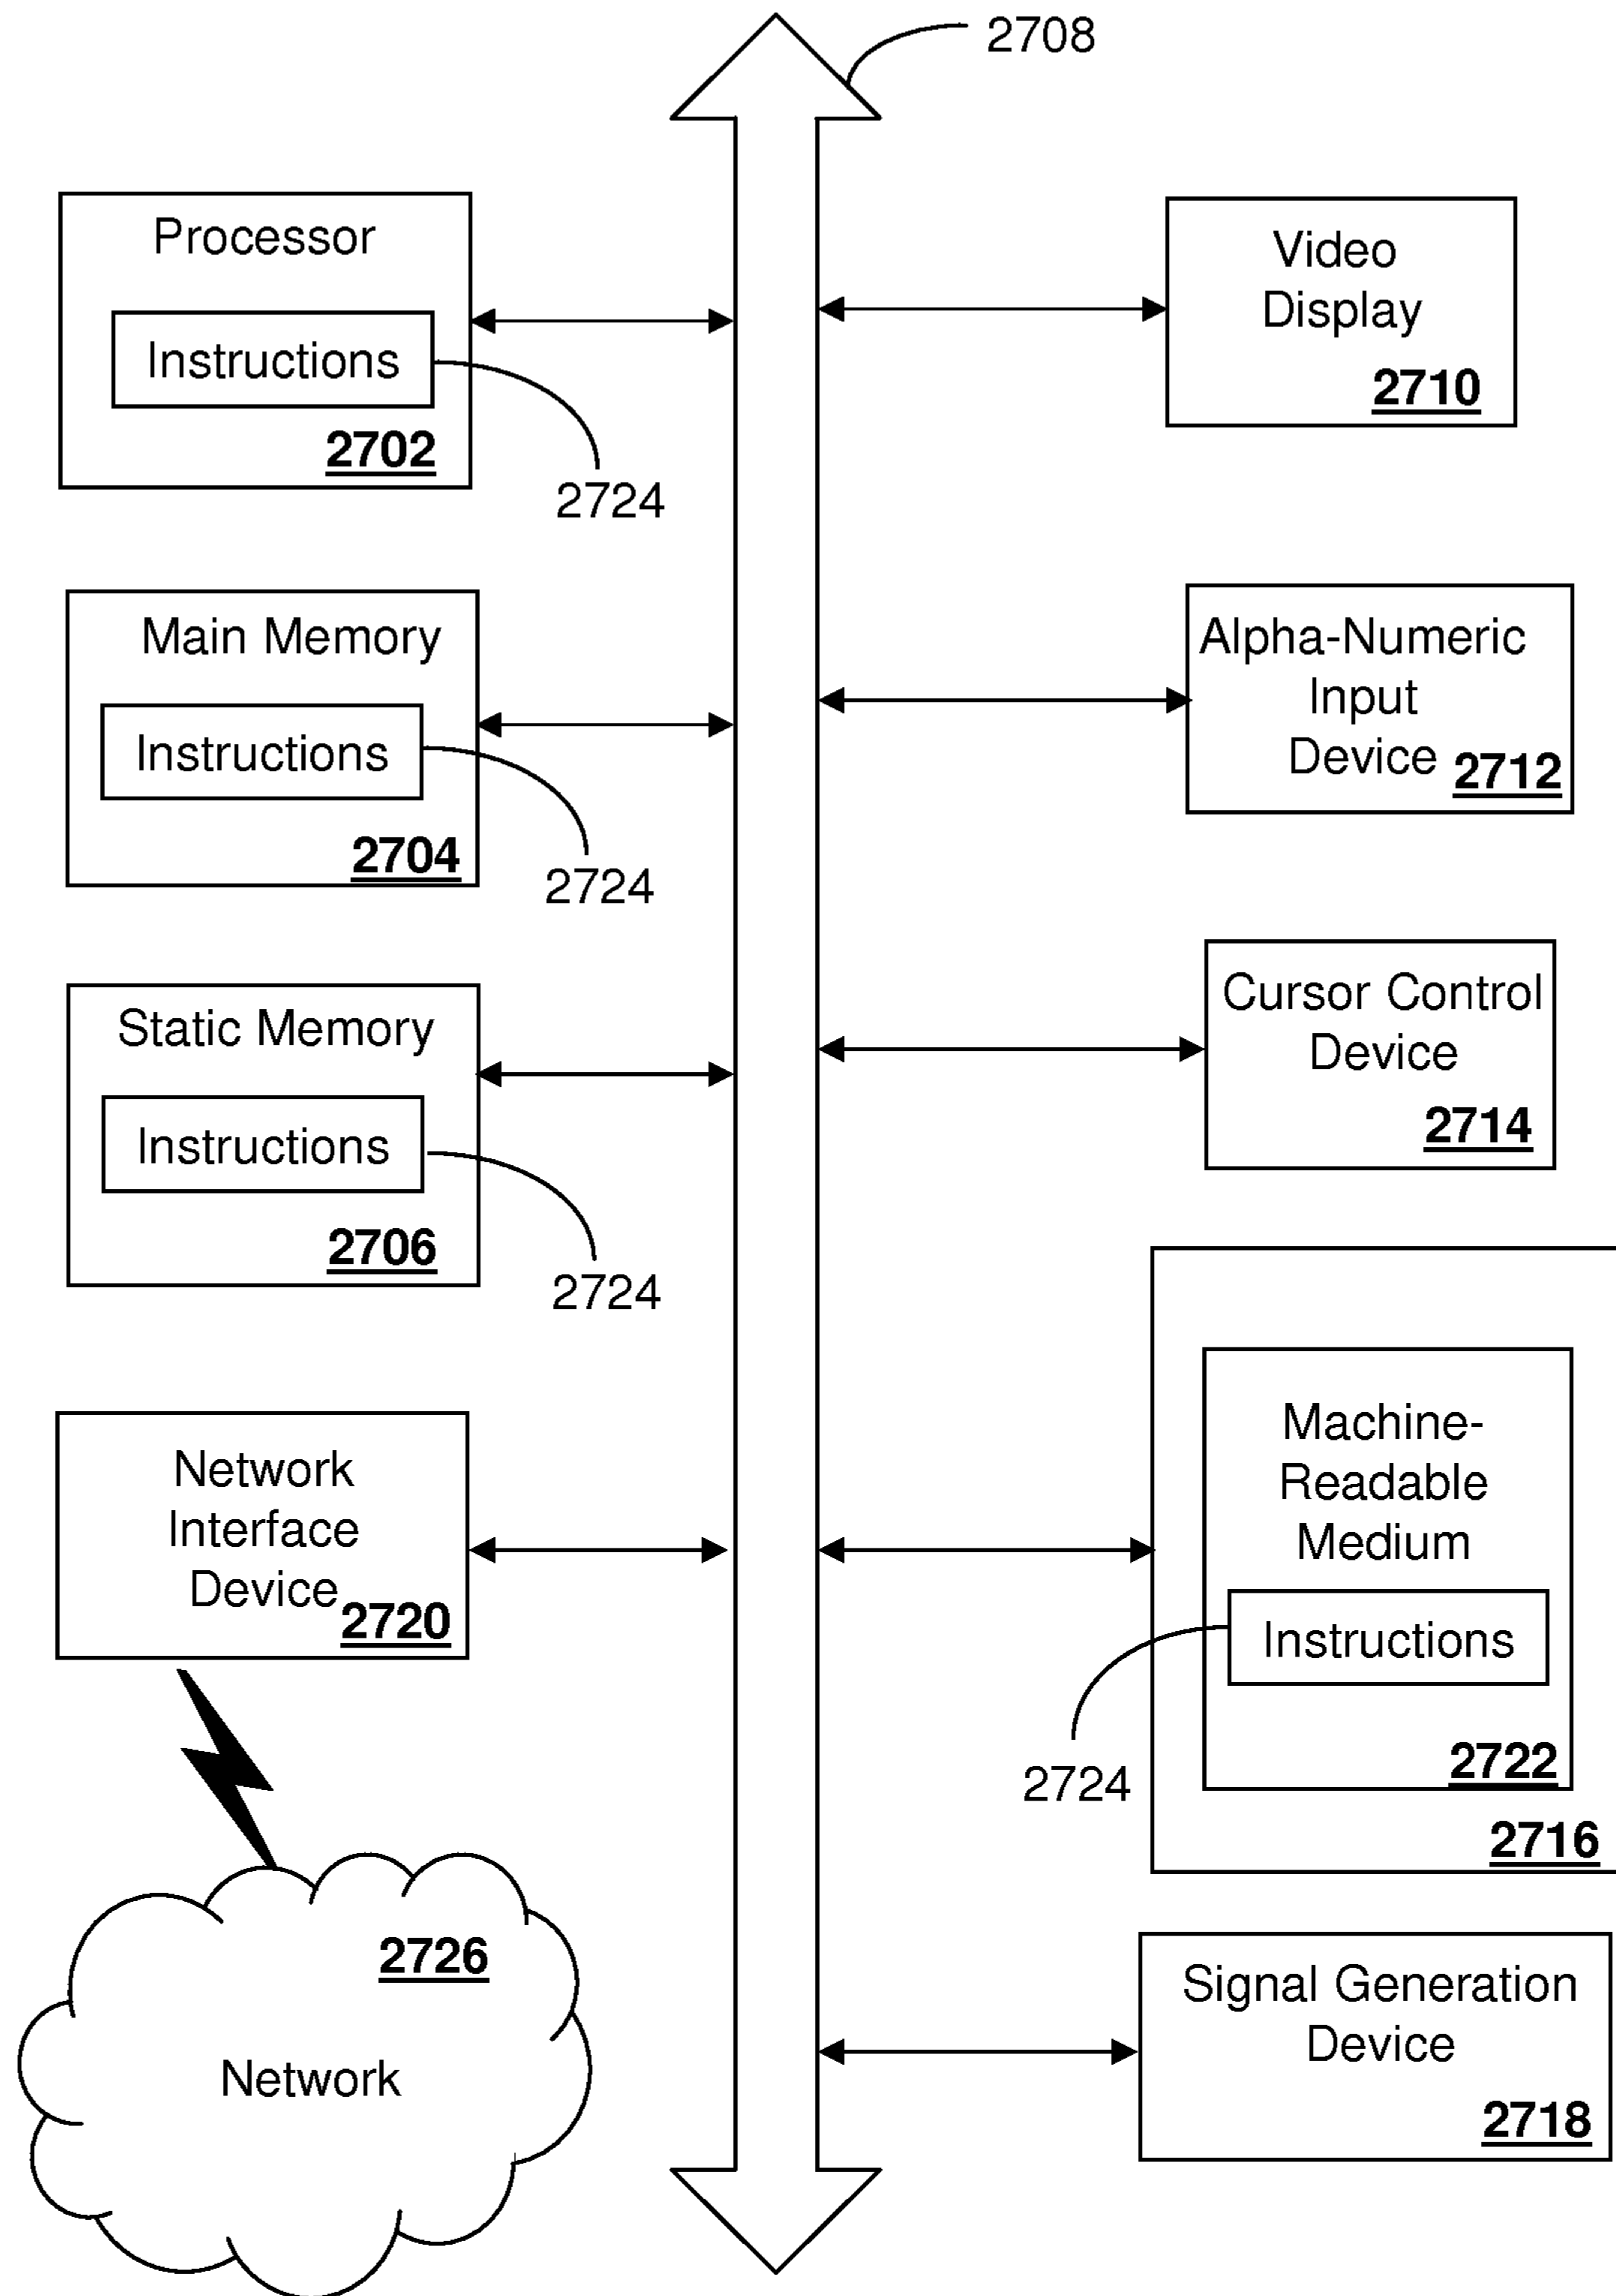 2708
Processor
Instructions
2702
2724
Main Memory
Instructions
2704
2724
Static Memory
Instructions
2706
2724
Network
Interface
Device
2720
2726
Network
Video
Display
2710
Alpha-Numeric
Input
Device 2712
Cursor Control
Device
2714
Machine-
Readable
Medium
Instructions
2722
2724
2716
Signal Generation
Device
2718